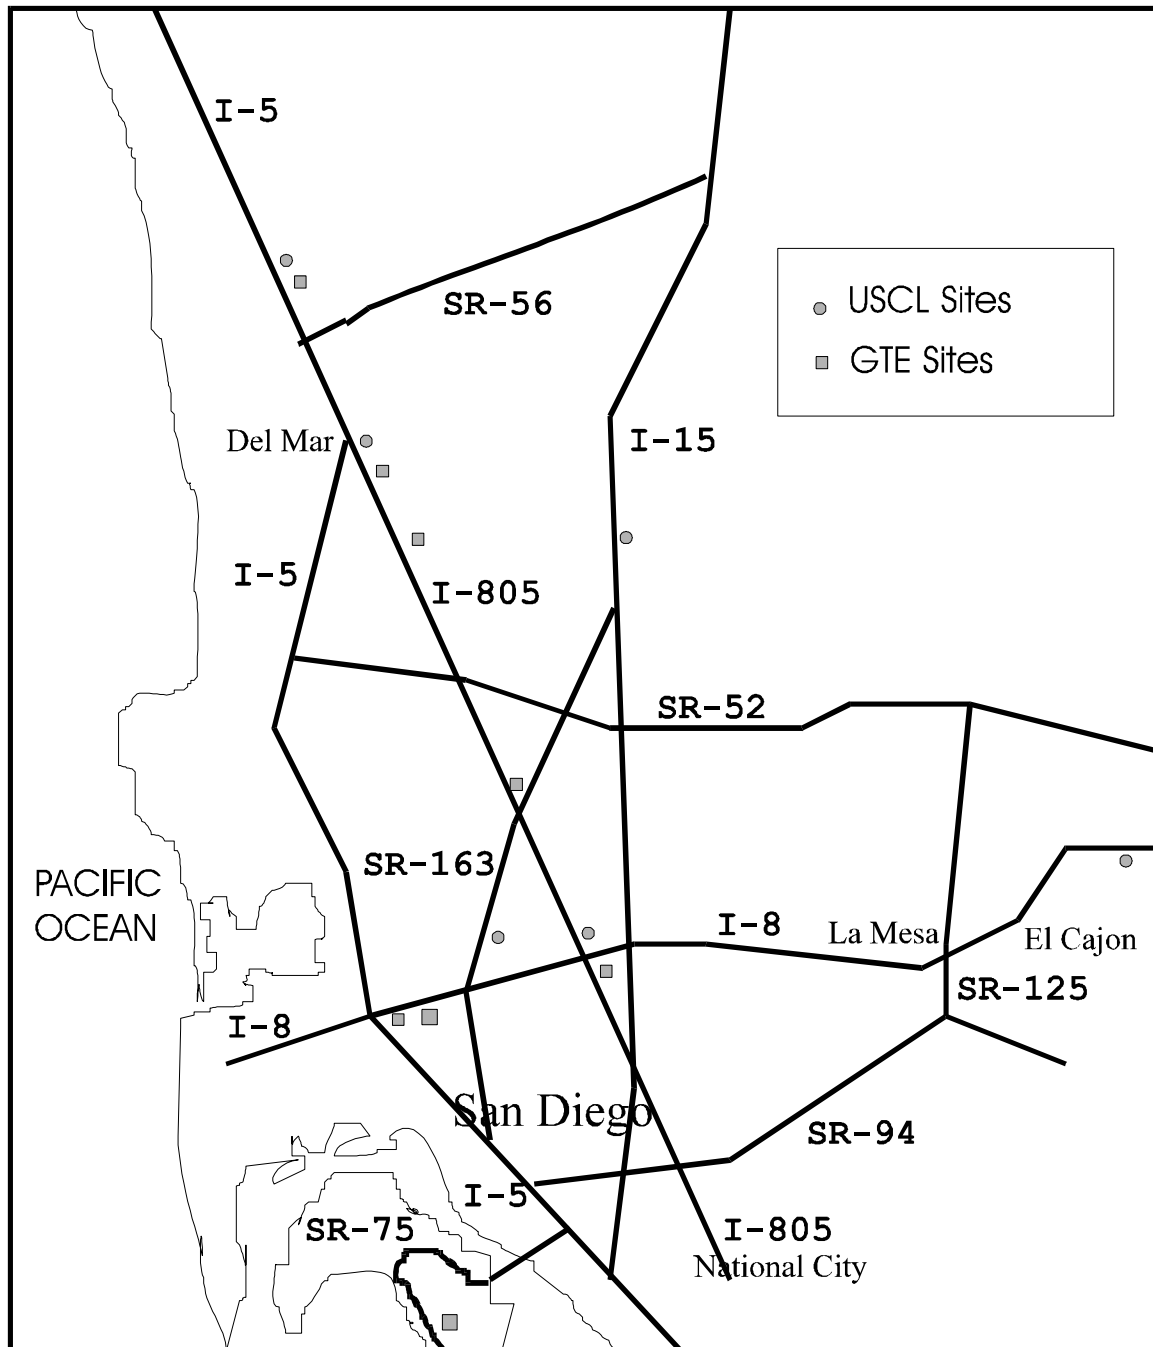 I-5
SR-56
USCL Sites
GTE Sites
Del Mar
I-15
I-5
I-805
SR-52
SR-163
PACIFIC
OCEAN
I-8
La Mesa
El Cajon
SR-125
I-8
San Diego
SR-94
I-5
SR-75
I-805
National City